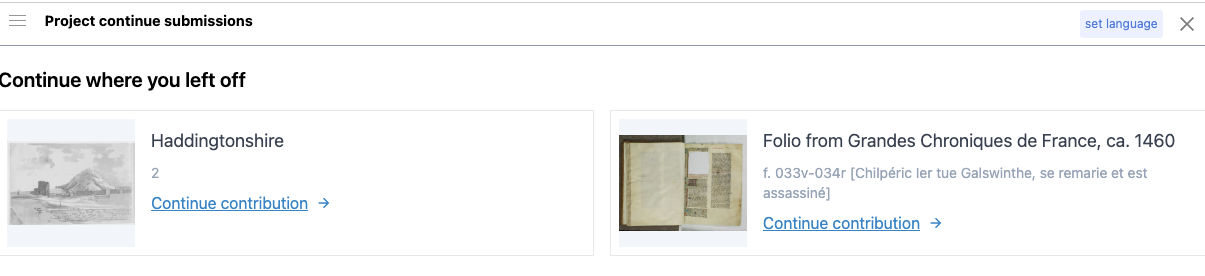 Project continue submissions
set language
Continue where you left off
Haddingtonshire
2
Continue contribution →
Folio from Grandes Chroniques de France, ca. 1460
f. 033v-034r [Chilpéric Ier tue Galswinthe, se remarie et est
assassiné]
Continue contribution →